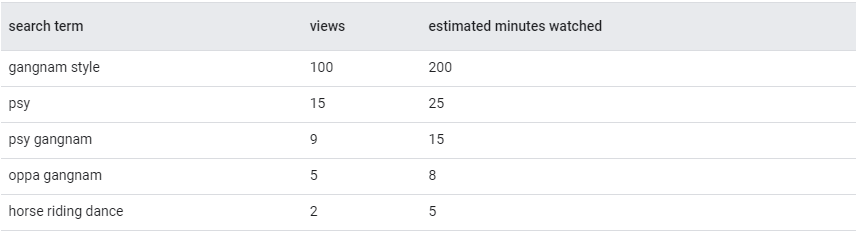 search term views estimated minutes watched
gangnam style 100 200
psy 15 25
psy gangnam 9 15
oppa gangnam 5 8
horse riding dance 2 5